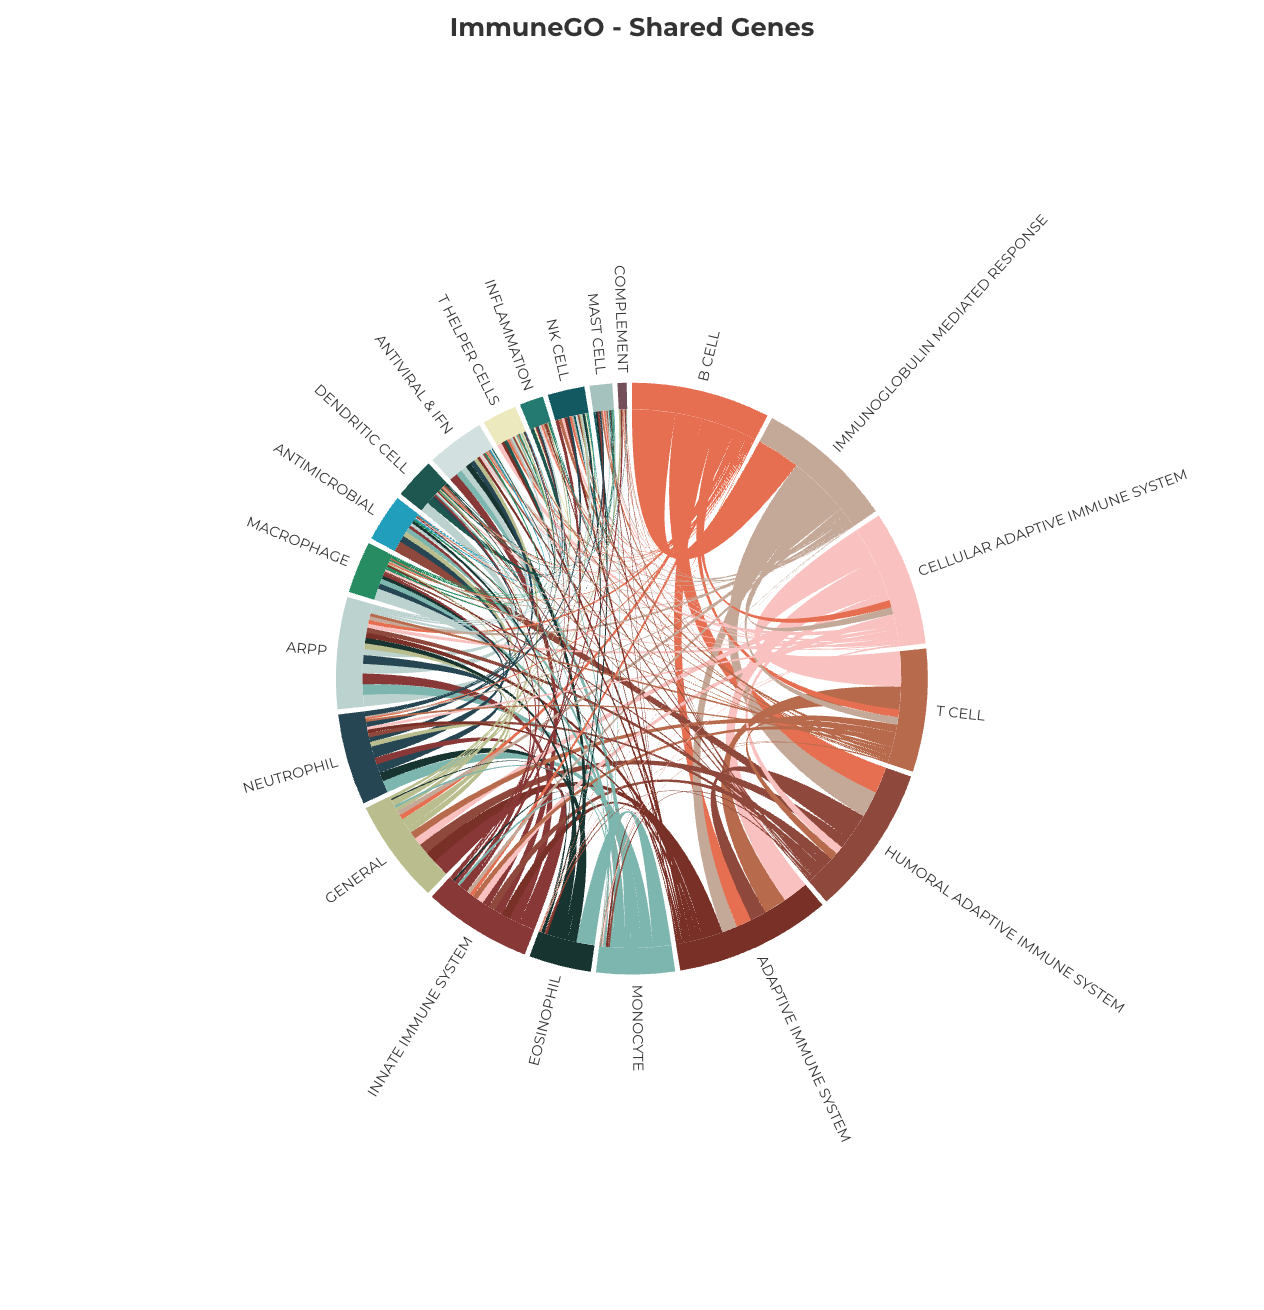 ImmuneGO - Shared Genes
B CELL
IMMUNOGLOBULIN MEDIATED RESPONSE
CELLULAR ADAPTIVE IMMUNE SYSTEM
T CELL
HUMORAL ADAPTIVE IMMUNE SYSTEM
ADAPTIVE IMMUNE SYSTEM
MONOCYTE
EOSINOPHIL
INNATE IMMUNE SYSTEM
GENERAL
NEUTROPHIL
ARPP
MACROPHAGE
ANTIMICROBIAL
DENDRITIC CELL
ANTIVIRAL & IFN
T HELPER CELLS
INFLAMMATION
NK CELL
MAST CELL
COMPLEMENT